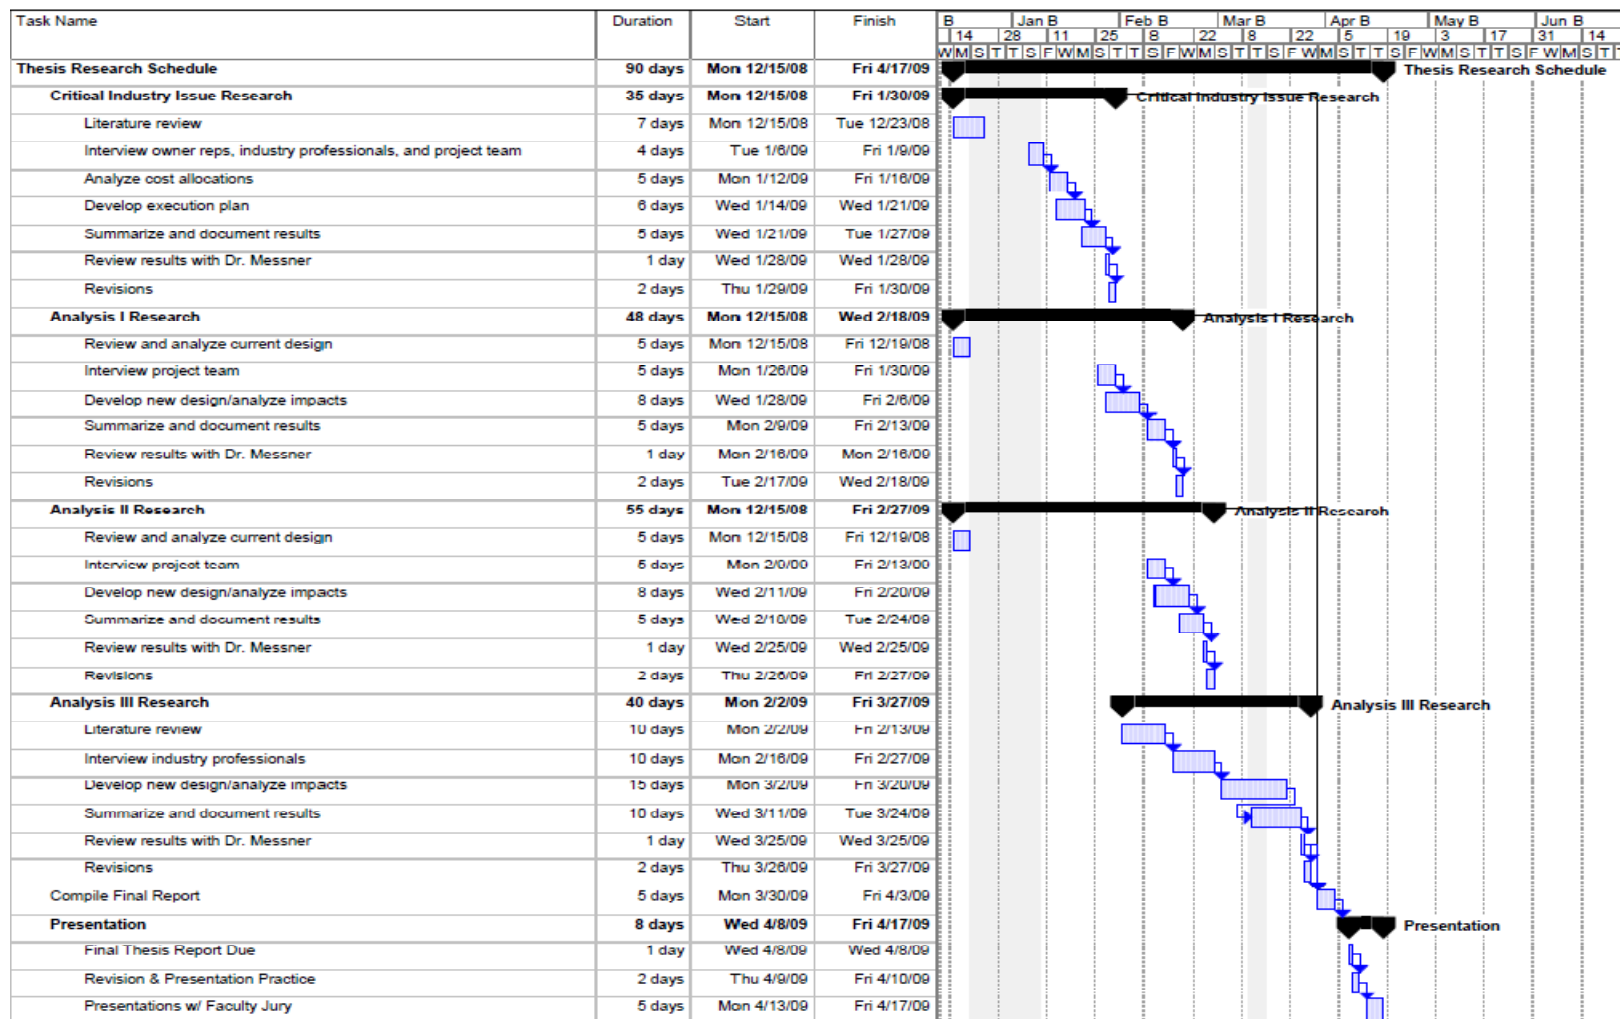 Task Name Duration Start Finish B Jan B Feb B Mar B Apr B May B Jun B
14 28 11 25 8 22 8 22 5 19 3 17 31 14
W M S T T S F W M S T T S F W M S T T S F W M S T T S F W M S T T S F W M S T
Thesis Research Schedule 90 days Mon 12/15/08 Fri 4/17/09 Thesis Research Schedule
Critical Industry Issue Research 35 days Mon 12/15/08 Fri 1/30/09 Critical Industry Issue Research
Literature review 7 days Mon 12/15/08 Tue 12/23/08
Interview owner reps, industry professionals, and project team 4 days Tue 1/6/09 Fri 1/9/09
Analyze cost allocations 5 days Mon 1/12/09 Fri 1/16/09
Develop execution plan 6 days Wed 1/14/09 Wed 1/21/09
Summarize and document results 5 days Wed 1/21/09 Tue 1/27/09
Review results with Dr. Messner 1 day Wed 1/28/09 Wed 1/28/09
Revisions 2 days Thu 1/29/09 Fri 1/30/09
Analysis I Research 48 days Mon 12/15/08 Wed 2/18/09 Analysis I Research
Review and analyze current design 5 days Mon 12/15/08 Fri 12/19/08
Interview project team 5 days Mon 1/26/09 Fri 1/30/09
Develop new design/analyze impacts 8 days Wed 1/28/09 Fri 2/6/09
Summarize and document results 5 days Mon 2/9/09 Fri 2/13/09
Review results with Dr. Messner 1 day Mon 2/16/09 Mon 2/16/09
Revisions 2 days Tue 2/17/09 Wed 2/18/09
Analysis II Research 55 days Mon 12/15/08 Fri 2/27/09 Analysis II Research
Review and analyze current design 5 days Mon 12/15/08 Fri 12/19/08
Interview project team 5 days Mon 2/9/09 Fri 2/13/09
Develop new design/analyze impacts 8 days Wed 2/11/09 Fri 2/20/09
Summarize and document results 5 days Wed 2/18/09 Tue 2/24/09
Review results with Dr. Messner 1 day Wed 2/25/09 Wed 2/25/09
Revisions 2 days Thu 2/26/09 Fri 2/27/09
Analysis III Research 40 days Mon 2/2/09 Fri 3/27/09 Analysis III Research
Literature review 10 days Mon 2/2/09 Fri 2/13/09
Interview industry professionals 10 days Mon 2/16/09 Fri 2/27/09
Develop new design/analyze impacts 15 days Mon 3/2/09 Fri 3/20/09
Summarize and document results 10 days Wed 3/11/09 Tue 3/24/09
Review results with Dr. Messner 1 day Wed 3/25/09 Wed 3/25/09
Revisions 2 days Thu 3/26/09 Fri 3/27/09
Compile Final Report 5 days Mon 3/30/09 Fri 4/3/09
Presentation 8 days Wed 4/8/09 Fri 4/17/09 Presentation
Final Thesis Report Due 1 day Wed 4/8/09 Wed 4/8/09
Revision & Presentation Practice 2 days Thu 4/9/09 Fri 4/10/09
Presentations w/ Faculty Jury 5 days Mon 4/13/09 Fri 4/17/09